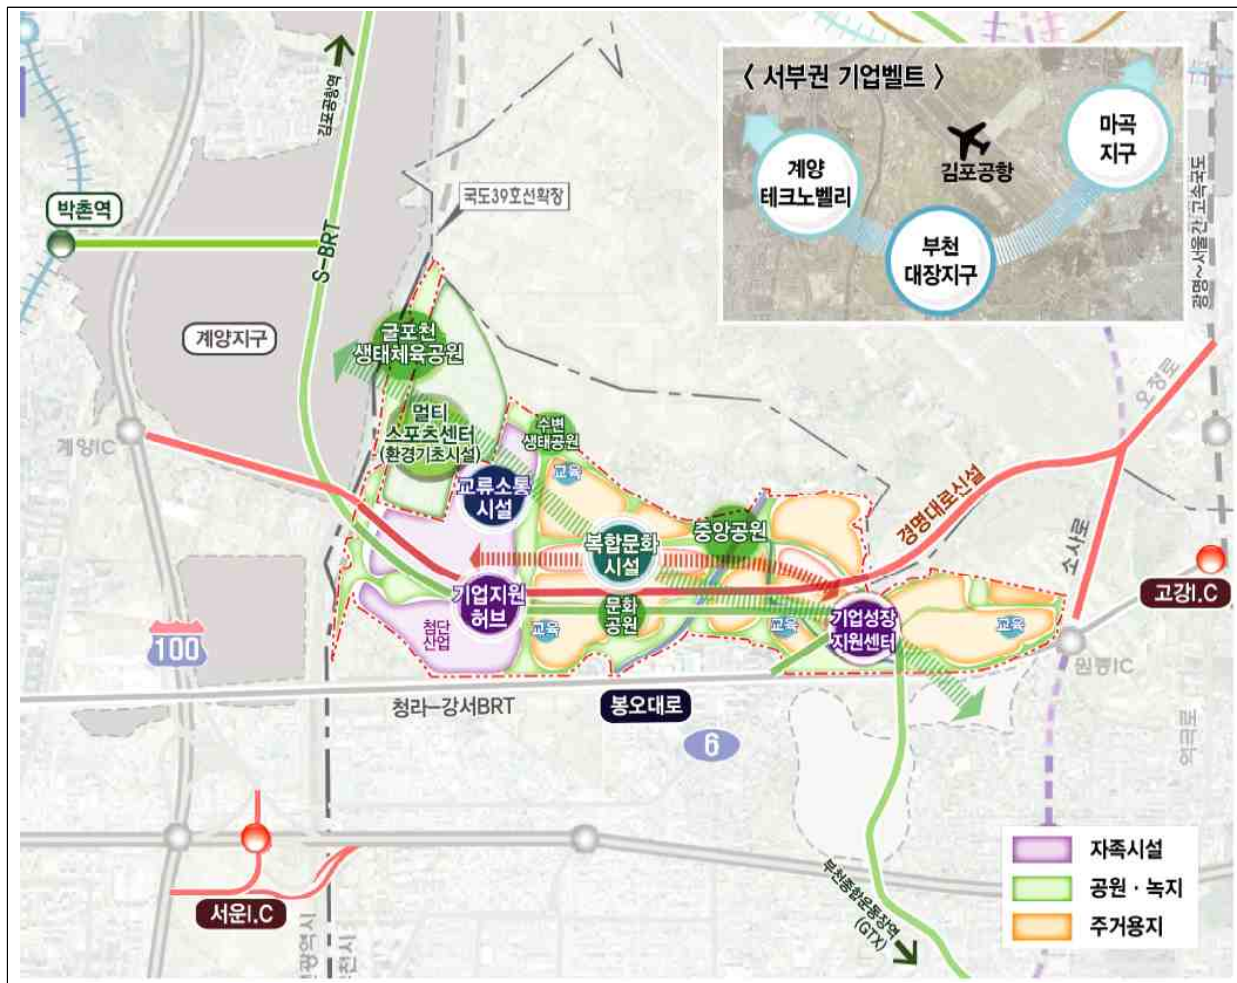 김포공항역
〈 서부권 기업벨트 〉
마곡
지구
계양
테크노벨리
김포공항
부천
대장지구
박촌역
국도39호선확장
S-BRT
광명~서울간 고속국도
계양지구
굴포천
생태체육공원
오정로
멀티
스포츠센터
(환경기초시설)
수변
생태공원
계양IC
교육
교류소통
시설
경명대로신설
중앙공원
복합문화
시설
소사로
고강I.C
기업지원
허브
문화
공원
기업성장
지원센터
첨단
산업
교육
교육
교육
100
원종IC
청라-강서BRT
봉오대로
6
역곡로
자족시설
공원·녹지
주거용지
서운I.C
부천종합운동장역
(GTX)
광역시
천시